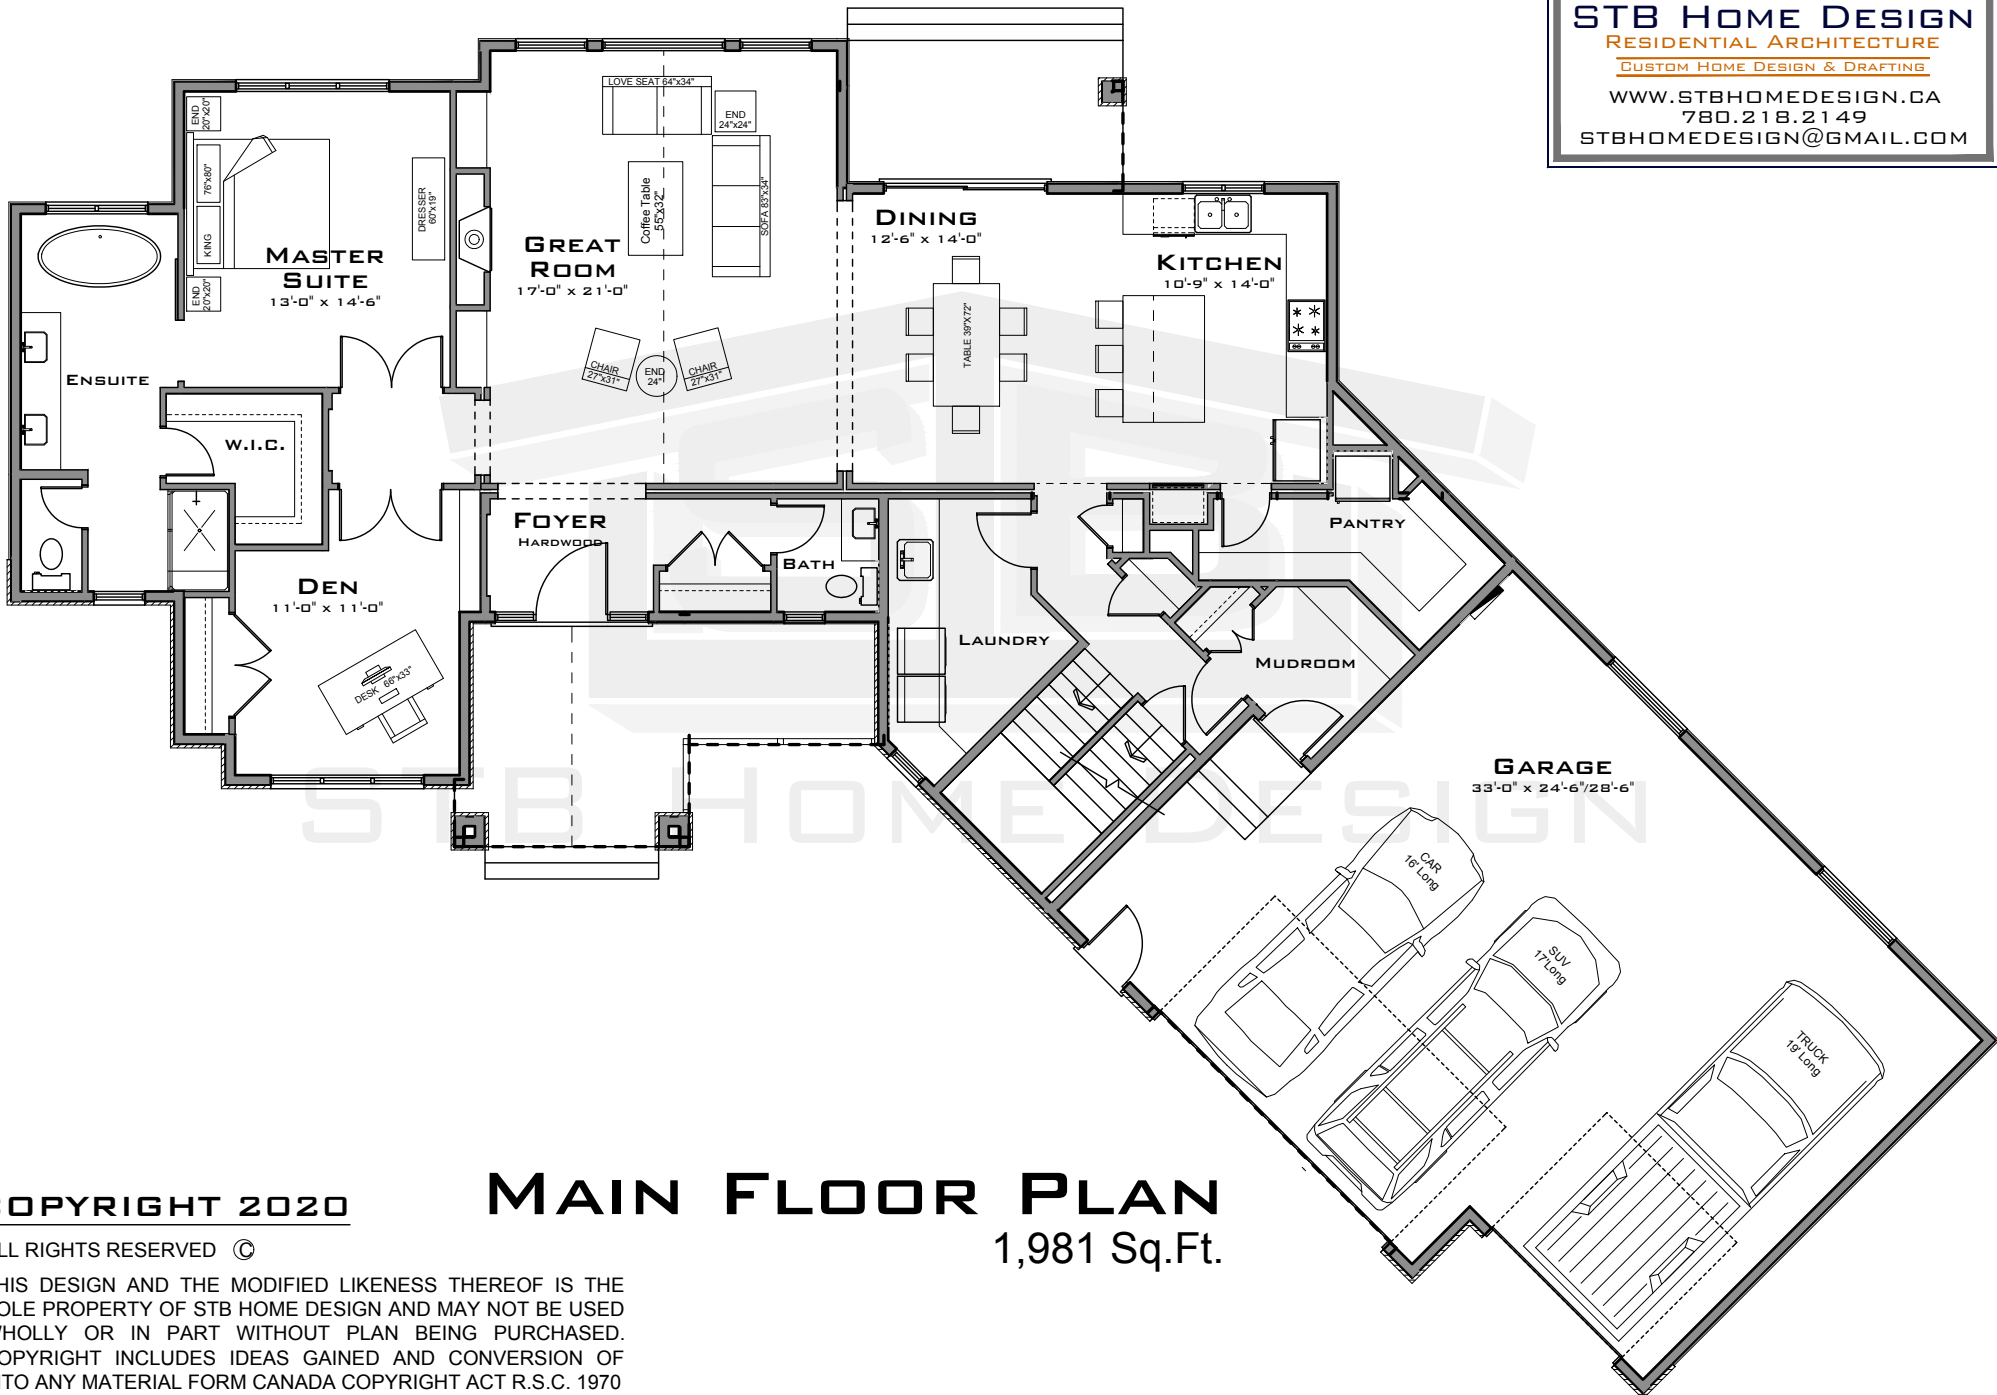 STB HOME DESIGN
RESIDENTIAL ARCHITECTURE
CUSTOM HOME DESIGN & DRAFTING
WWW.STBHOMEDESIGN.CA
780.218.2149
STBHOMEDESIGN@GMAIL.COM
LOVE SEAT 64"x34"
END
24"x24"
SOFA 83"x34"
Coffee Table
55"x32"
END
20"x20"
76"x80"
KING
END
20"x20"
DRESSER
60"x19"
MASTER
SUITE
13'-0" x 14'-6"
GREAT
ROOM
17'-0" x 21'-0"
DINING
12'-6" x 14'-0"
KITCHEN
10'-9" x 14'-0"
TABLE 39"X72"
CHAIR
27"x31"
END
24"
CHAIR
27"x31"
ENSUITE
W.I.C.
FOYER
HARDWOOD
BATH
PANTRY
DEN
11'-0" x 11'-0"
DESK 66"x33"
LAUNDRY
MUDROOM
GARAGE
33'-0" x 24'-6"/28'-6"
CAR
16' Long
SUV
17' Long
TRUCK
19' Long
STB HOME DESIGN
MAIN FLOOR PLAN
1,981 Sq.Ft.
OPYRIGHT 2020
LL RIGHTS RESERVED ©
HIS DESIGN AND THE MODIFIED LIKENESS THEREOF IS THE
OLE PROPERTY OF STB HOME DESIGN AND MAY NOT BE USED
WHOLLY OR IN PART WITHOUT PLAN BEING PURCHASED.
OPYRIGHT INCLUDES IDEAS GAINED AND CONVERSION OF
NTO ANY MATERIAL FORM CANADA COPYRIGHT ACT R.S.C. 1970